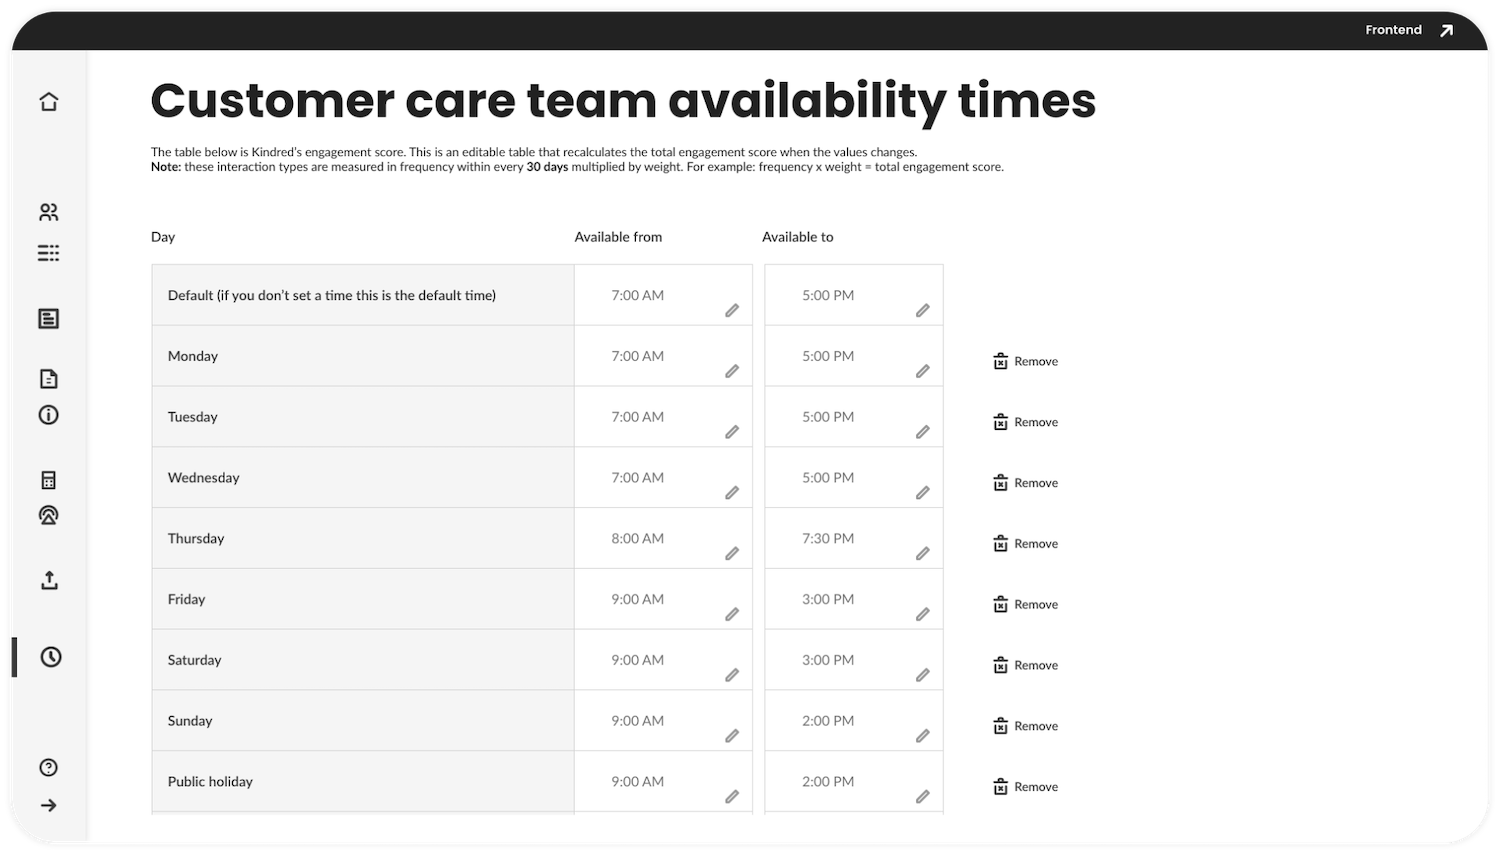 Frontend
Customer care team availability times
The table below is Kindred's engagement score. This is an editable table that recalculates the total engagement score when the values changes.
Note: these interaction types are measured in frequency within every 30 days multiplied by weight. For example: frequency x weight = total engagement score.
Day Available from Available to
Default (if you don't set a time this is the default time) 7:00 AM 5:00 PM
Monday 7:00 AM 5:00 PM Remove
Tuesday 7:00 AM 5:00 PM Remove
Wednesday 7:00 AM 5:00 PM Remove
Thursday 8:00 AM 7:30 PM Remove
Friday 9:00 AM 3:00 PM Remove
Saturday 9:00 AM 3:00 PM Remove
Sunday 9:00 AM 2:00 PM Remove
Public holiday 9:00 AM 2:00 PM Remove